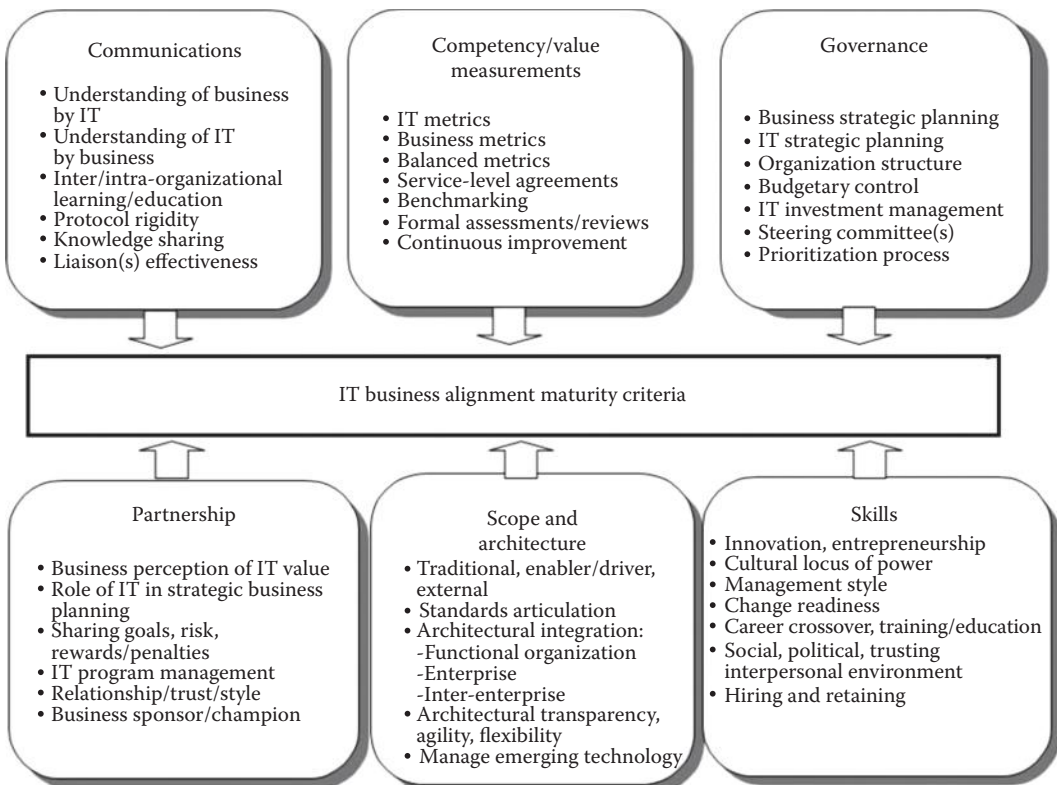 Communications
• Understanding of business
by IT
• Understanding of IT
by business
• Inter/intra-organizational
learning/education
• Protocol rigidity
• Knowledge sharing
• Liaison(s) effectiveness
Competency/value
measurements
• IT metrics
• Business metrics
• Balanced metrics
• Service-level agreements
• Benchmarking
• Formal assessments/reviews
• Continuous improvement
Governance
• Business strategic planning
• IT strategic planning
• Organization structure
• Budgetary control
• IT investment management
• Steering committee(s)
• Prioritization process
IT business alignment maturity criteria
Partnership
• Business perception of IT value
• Role of IT in strategic business
planning
• Sharing goals, risk,
rewards/penalties
• IT program management
• Relationship/trust/style
• Business sponsor/champion
Scope and
architecture
• Traditional, enabler/driver,
external
• Standards articulation
• Architectural integration:
-Functional organization
-Enterprise
-Inter-enterprise
• Architectural transparency,
agility, flexibility
• Manage emerging technology
Skills
• Innovation, entrepreneurship
• Cultural locus of power
• Management style
• Change readiness
• Career crossover, training/education
• Social, political, trusting
interpersonal environment
• Hiring and retaining